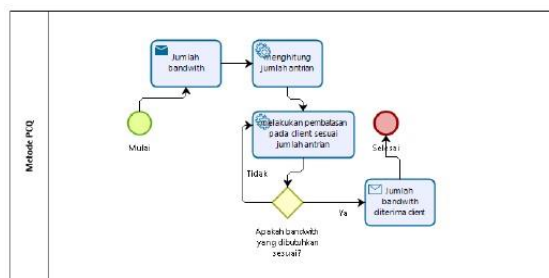 Metode PCQ
Jumlah
bandwith
menghitung
jumlah antrian
melakukan pembatasan
pada client sesuai
jumlah antrian
Mulai
Selesai
Tidak
Ya
Jumlah
bandwith
diterima client
Apakah bandwith
yang dibutuhkan
sesuai?